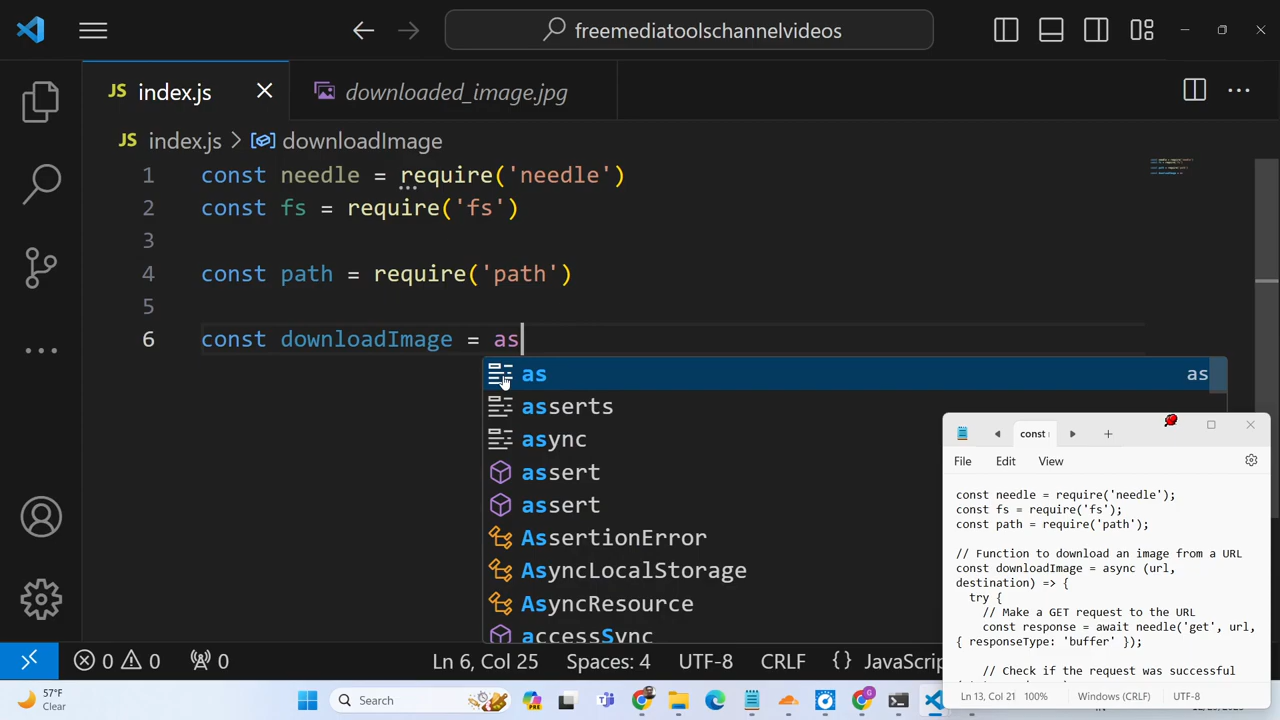 freemediatoolschannelvideos
JS index.js
downloaded_image.jpg
JS index.js > downloadImage
1 const needle = require('needle')
2 const fs = require('fs')
3
4 const path = require('path')
5
6 const downloadImage = as
as as
asserts
async
assert
assert
AssertionError
AsyncLocalStorage
AsyncResource
accessSync
const
File Edit View
const needle = require('needle');
const fs = require('fs');
const path = require('path');
// Function to download an image from a URL
const downloadImage = async (url,
destination) => {
try {
// Make a GET request to the URL
const response = await needle('get', url,
{ responseType: 'buffer' });
// Check if the request was successful
Ln 13, Col 21 100% Windows (CRLF) UTF-8
0 0 0 Ln 6, Col 25 Spaces: 4 UTF-8 CRLF {} JavaScript
57°F
Clear
Search